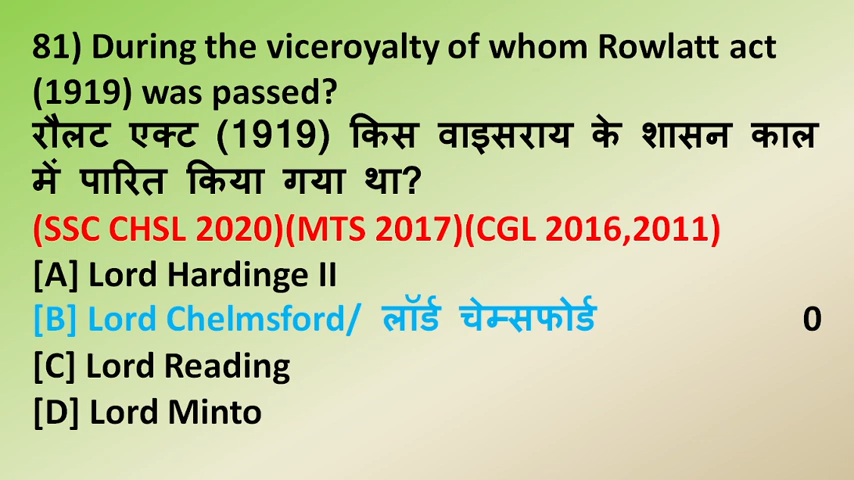 81) During the viceroyalty of whom Rowlatt act
(1919) was passed?
रौलट एक्ट (1919) किस वाइसराय के शासन काल
में पारित किया गया था?
(SSC CHSL 2020)(MTS 2017)(CGL 2016,2011)
[A] Lord Hardinge II
[B] Lord Chelmsford/ लॉर्ड चेम्सफोर्ड 0
[C] Lord Reading
[D] Lord Minto